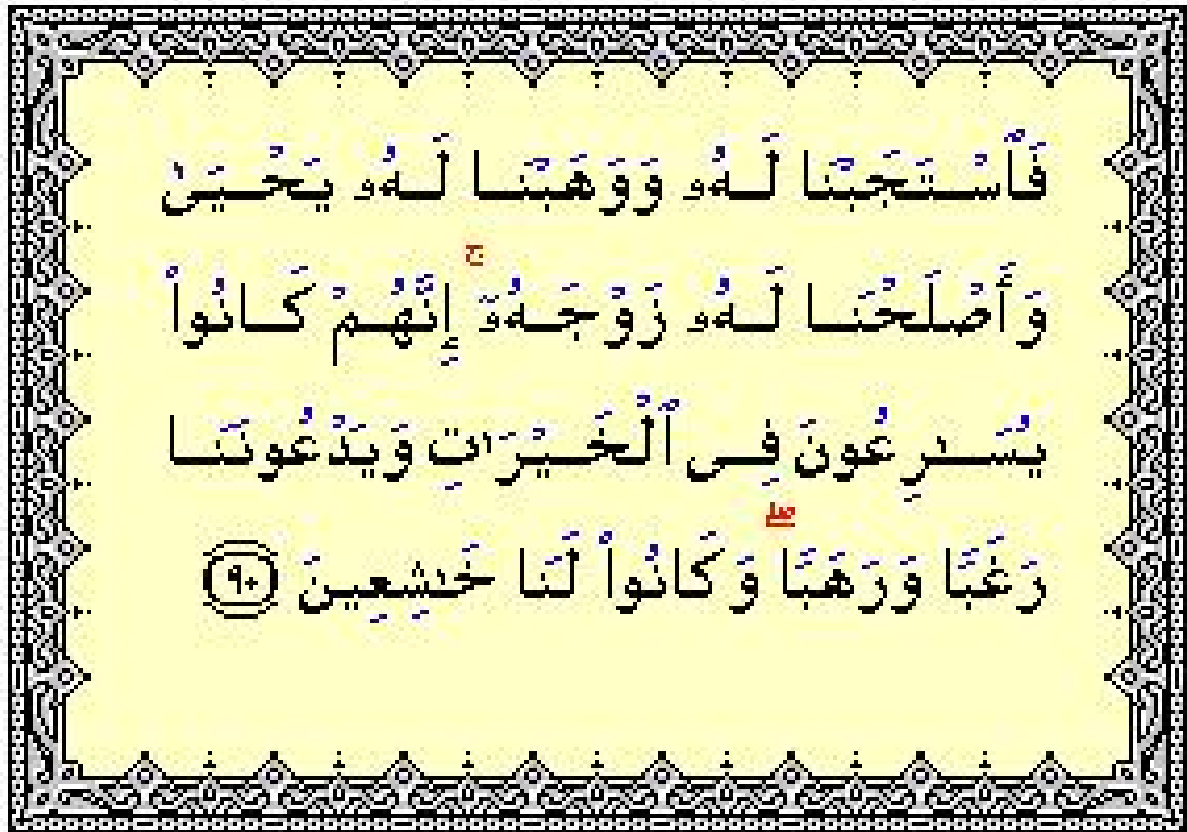 فَٱسْتَجَبْنَا لَهُۥ وَوَهَبْنَا لَهُۥ يَحْيَىٰ
وَأَصْلَحْنَا لَهُۥ زَوْجَهُۥٓ ۚ إِنَّهُمْ كَانُوا۟
يُسَـٰرِعُونَ فِى ٱلْخَيْرَٰتِ وَيَدْعُونَنَا
رَغَبًا وَرَهَبًا ۖ وَكَانُوا۟ لَنَا خَـٰشِعِينَ ٩٠